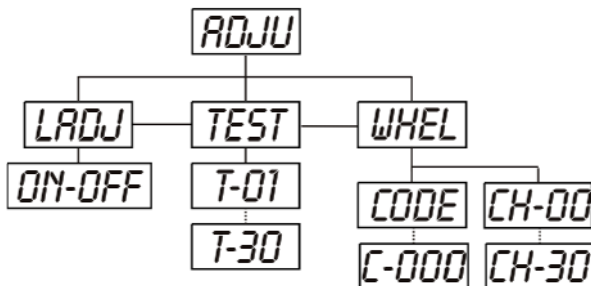 ADJU
LADJ TEST WHEL
ON-OFF T-01 CODE CH-00
T-30 C-000 CH-30